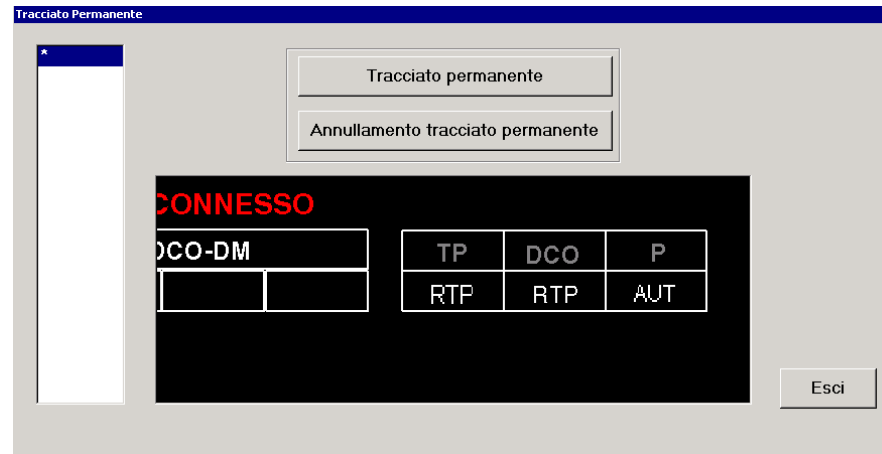 Tracciato Permanente
*
Tracciato permanente
Annullamento tracciato permanente
CONNESSO
DCO-DM
TP DCO P
RTP RTP AUT
Esci